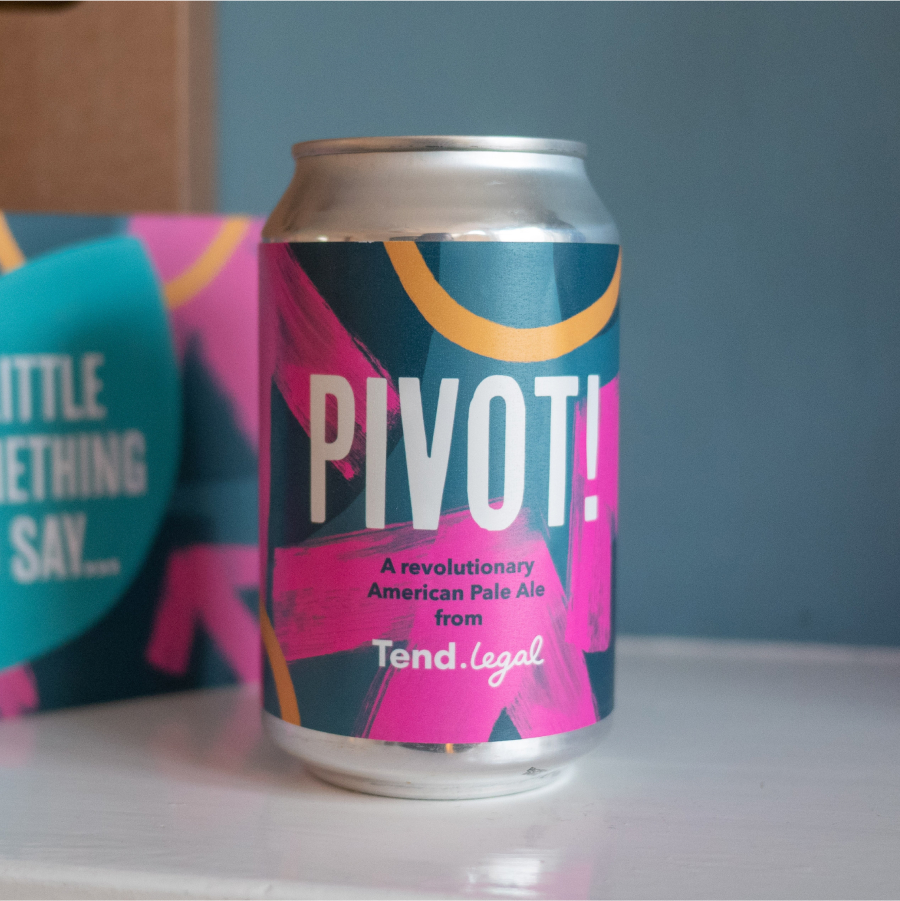 PIVOT!
A revolutionary
American Pale Ale
from
Tend.legal
ITTLE
ETHING
SAY...